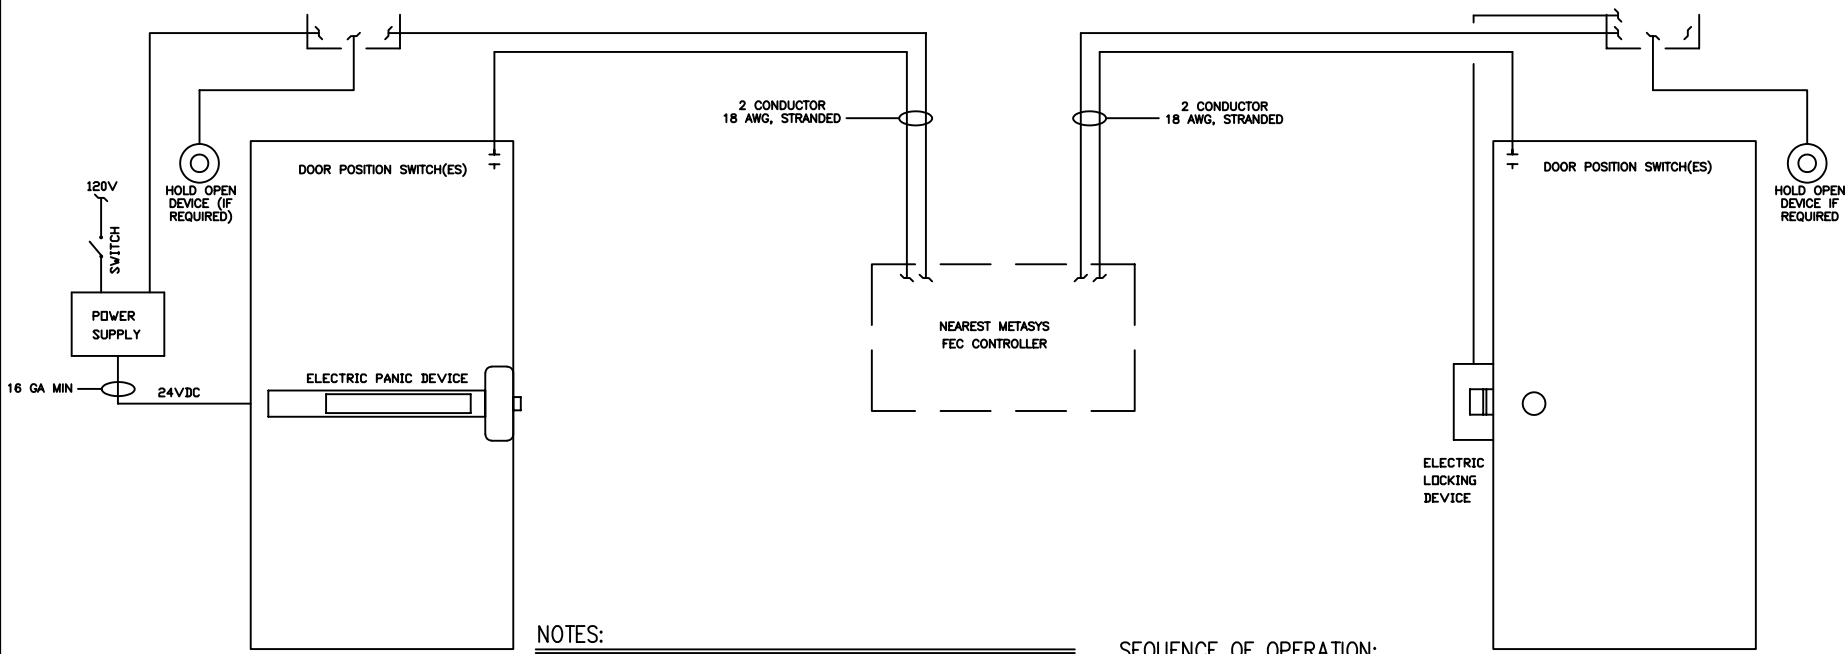 2 CONDUCTOR
18 AWG, STRANDED
2 CONDUCTOR
18 AWG, STRANDED
DOOR POSITION SWITCH(ES)
DOOR POSITION SWITCH(ES)
120V
SWITCH
HOLD OPEN
DEVICE (IF
REQUIRED)
HOLD OPEN
DEVICE IF
REQUIRED
POWER
SUPPLY
NEAREST METASYS
FEC CONTROLLER
16 GA MIN
24VDC
ELECTRIC PANIC DEVICE
ELECTRIC
LOCKING
DEVICE
NOTES:
SEQUENCE OF OPERATION: